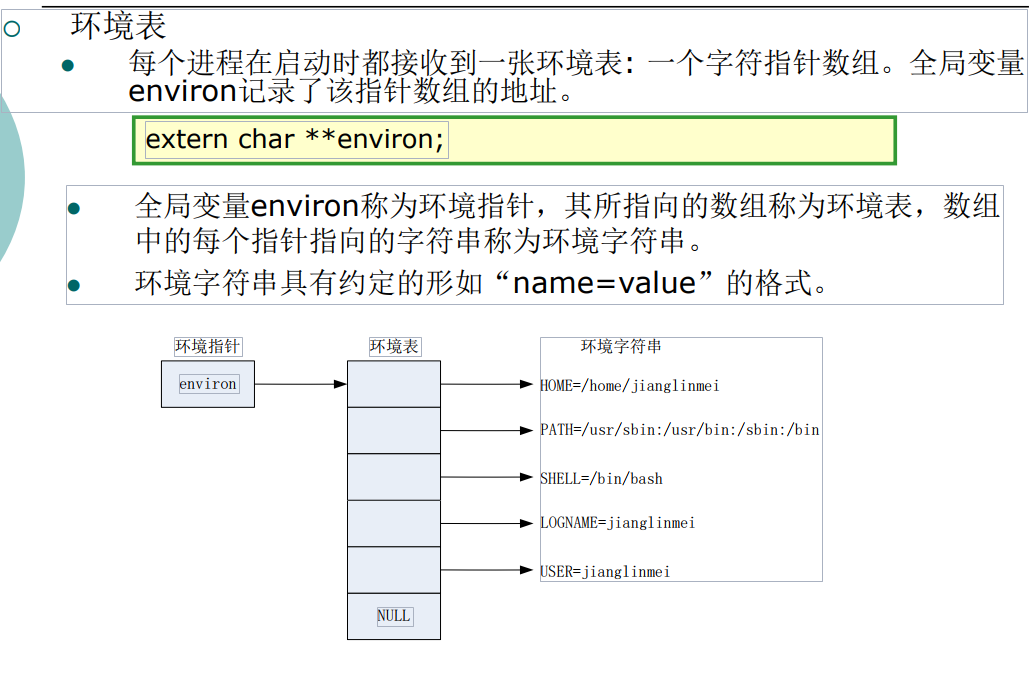 环境表
每个进程在启动时都接收到一张环境表: 一个字符指针数组。全局变量
environ记录了该指针数组的地址。
extern char **environ;
全局变量environ称为环境指针，其所指向的数组称为环境表，数组
中的每个指针指向的字符串称为环境字符串。
环境字符串具有约定的形如“name=value”的格式。
环境指针
环境表
环境字符串
environ
HOME=/home/jianglinmei
PATH=/usr/sbin:/usr/bin:/sbin:/bin
SHELL=/bin/bash
LOGNAME=jianglinmei
USER=jianglinmei
NULL